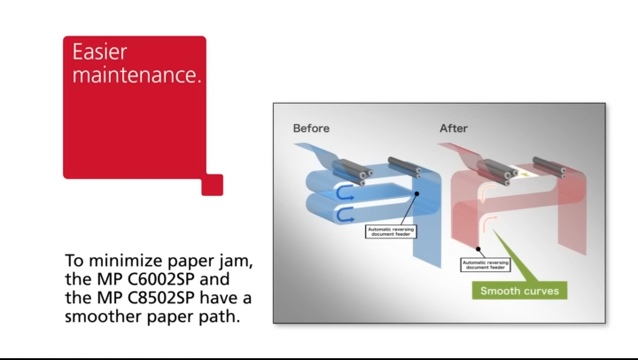 Easier
maintenance.
To minimize paper jam,
the MP C6002SP and
the MP C8502SP have a
smoother paper path.
Before
After
Automatic reversing
document feeder
Automatic reversing
document feeder
Smooth curves